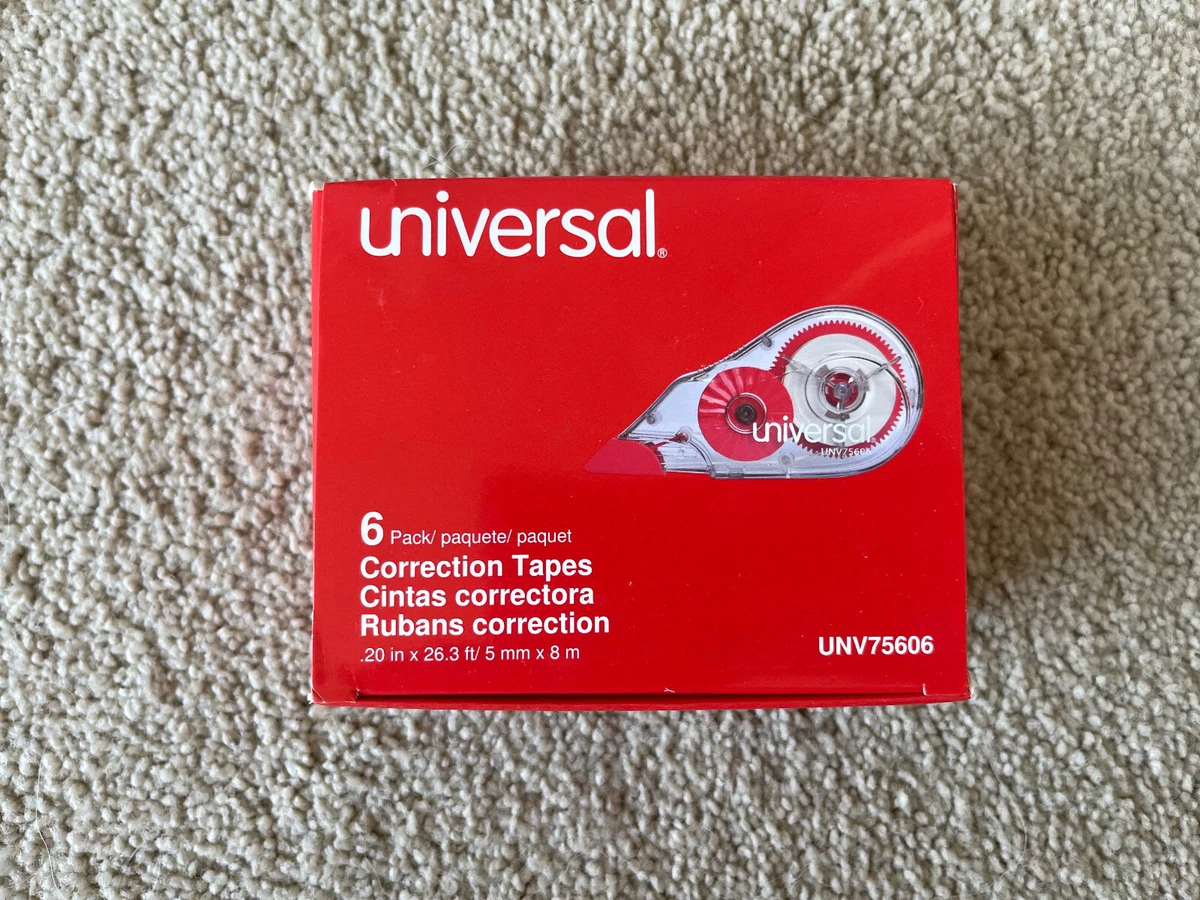 universal®
universal®
UNV75606
6 Pack/ paquete/ paquet
Correction Tapes
Cintas correctora
Rubans correction
.20 in x 26.3 ft/ 5 mm x 8 m
UNV75606